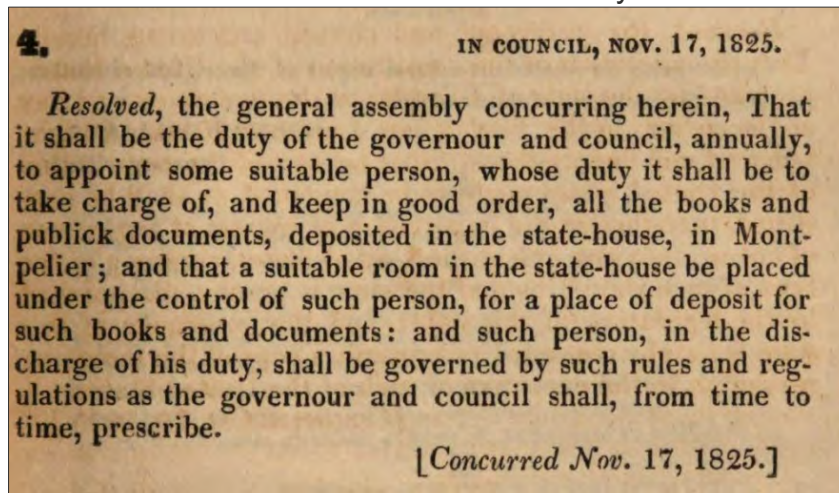 4. IN COUNCIL, NOV. 17, 1825.
Resolved, the general assembly concurring herein, That
it shall be the duty of the governour and council, annually,
to appoint some suitable person, whose duty it shall be to
take charge of, and keep in good order, all the books and
publick documents, deposited in the state-house, in Mont-
pelier; and that a suitable room in the state-house be placed
under the control of such person, for a place of deposit for
such books and documents: and such person, in the dis-
charge of his duty, shall be governed by such rules and reg-
ulations as the governour and council shall, from time to
time, prescribe.
[Concurred Nov. 17, 1825.]